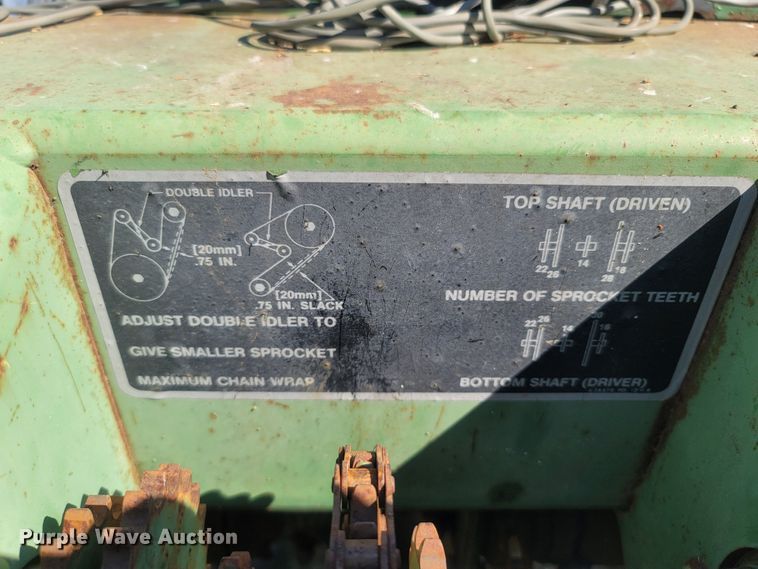 DOUBLE IDLER
[20mm]
.75 IN.
[20mm]
.75 IN. SLACK
ADJUST DOUBLE IDLER TO
GIVE SMALLER SPROCKET
MAXIMUM CHAIN WRAP
TOP SHAFT (DRIVEN)
22 26 14 28 18
NUMBER OF SPROCKET TEETH
22 26 14 30 16
BOTTOM SHAFT (DRIVER)
Purple Wave Auction